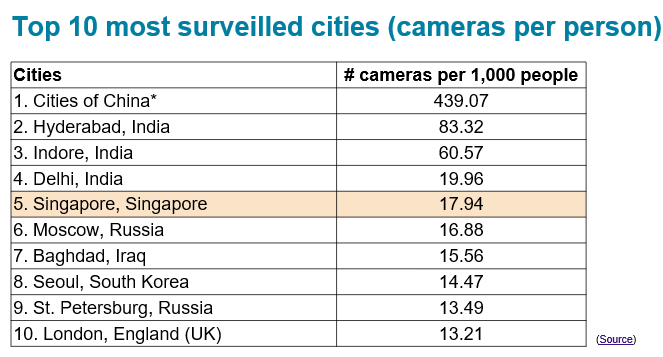 Top 10 most surveilled cities (cameras per person)
Cities # cameras per 1,000 people
1. Cities of China* 439.07
2. Hyderabad, India 83.32
3. Indore, India 60.57
4. Delhi, India 19.96
5. Singapore, Singapore 17.94
6. Moscow, Russia 16.88
7. Baghdad, Iraq 15.56
8. Seoul, South Korea 14.47
9. St. Petersburg, Russia 13.49
10. London, England (UK) 13.21
(Source)